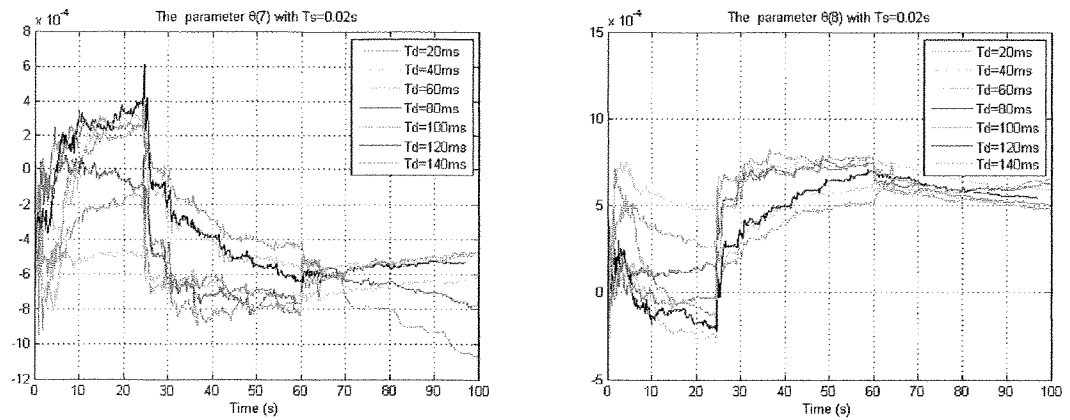 The parameter θ(7) with Ts=0.02s
x 10⁻⁴
8
6
4
2
0
-2
-4
-6
-8
-10
-12
0 10 20 30 40 50 60 70 80 90 100
Time (s)
Td=20ms
Td=40ms
Td=60ms
Td=80ms
Td=100ms
Td=120ms
Td=140ms
The parameter θ(8) with Ts=0.02s
x 10⁻⁴
15
10
5
0
-5
0 10 20 30 40 50 60 70 80 90 100
Time (s)
Td=20ms
Td=40ms
Td=60ms
Td=80ms
Td=100ms
Td=120ms
Td=140ms